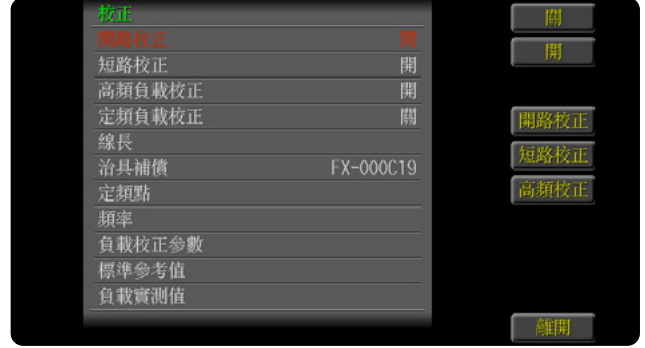 校正
開路校正 開
短路校正 開
高頻負載校正 開
定頻負載校正 關
線長
治具補償 FX-000C19
定頻點
頻率
負載校正參數
標準參考值
負載實測值
關
開
開路校正
短路校正
高頻校正
離開